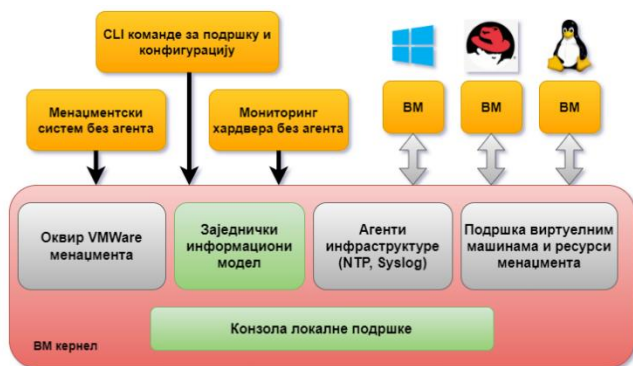 CLI команде за подршку и
конфигурацију
Менаџментски
систем без агента
Мониторинг
хардвера без агента
ВМ
ВМ
ВМ
Оквир VMWare
менаџмента
Заједнички
информациони
модел
Агенти
инфраструктуре
(NTP, Syslog)
Подршка виртуелним
машинама и ресурси
менаџмента
Конзола локалне подршке
ВМ кернел